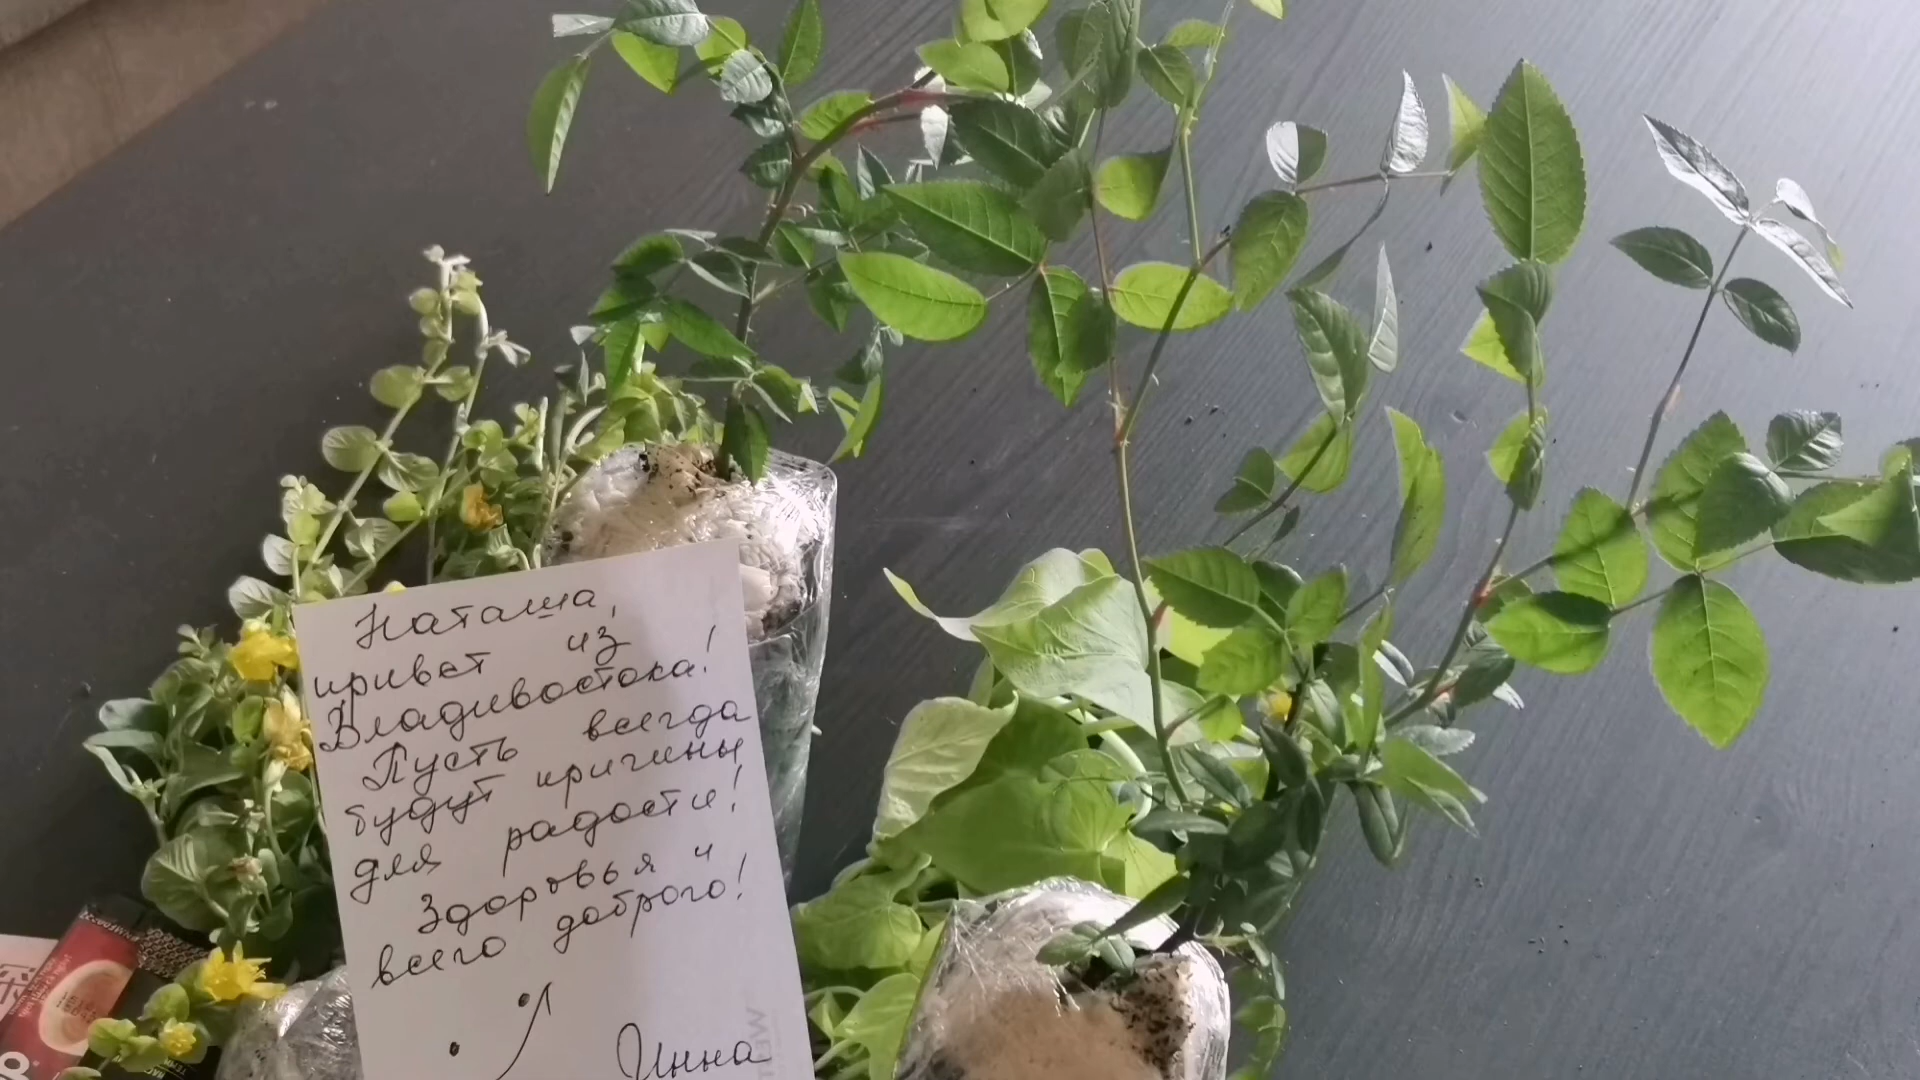 Наташа,
привет из
Владивостока!
Пусть всегда
будут причины
для радости!
Здоровья и
всего доброго!
Инна